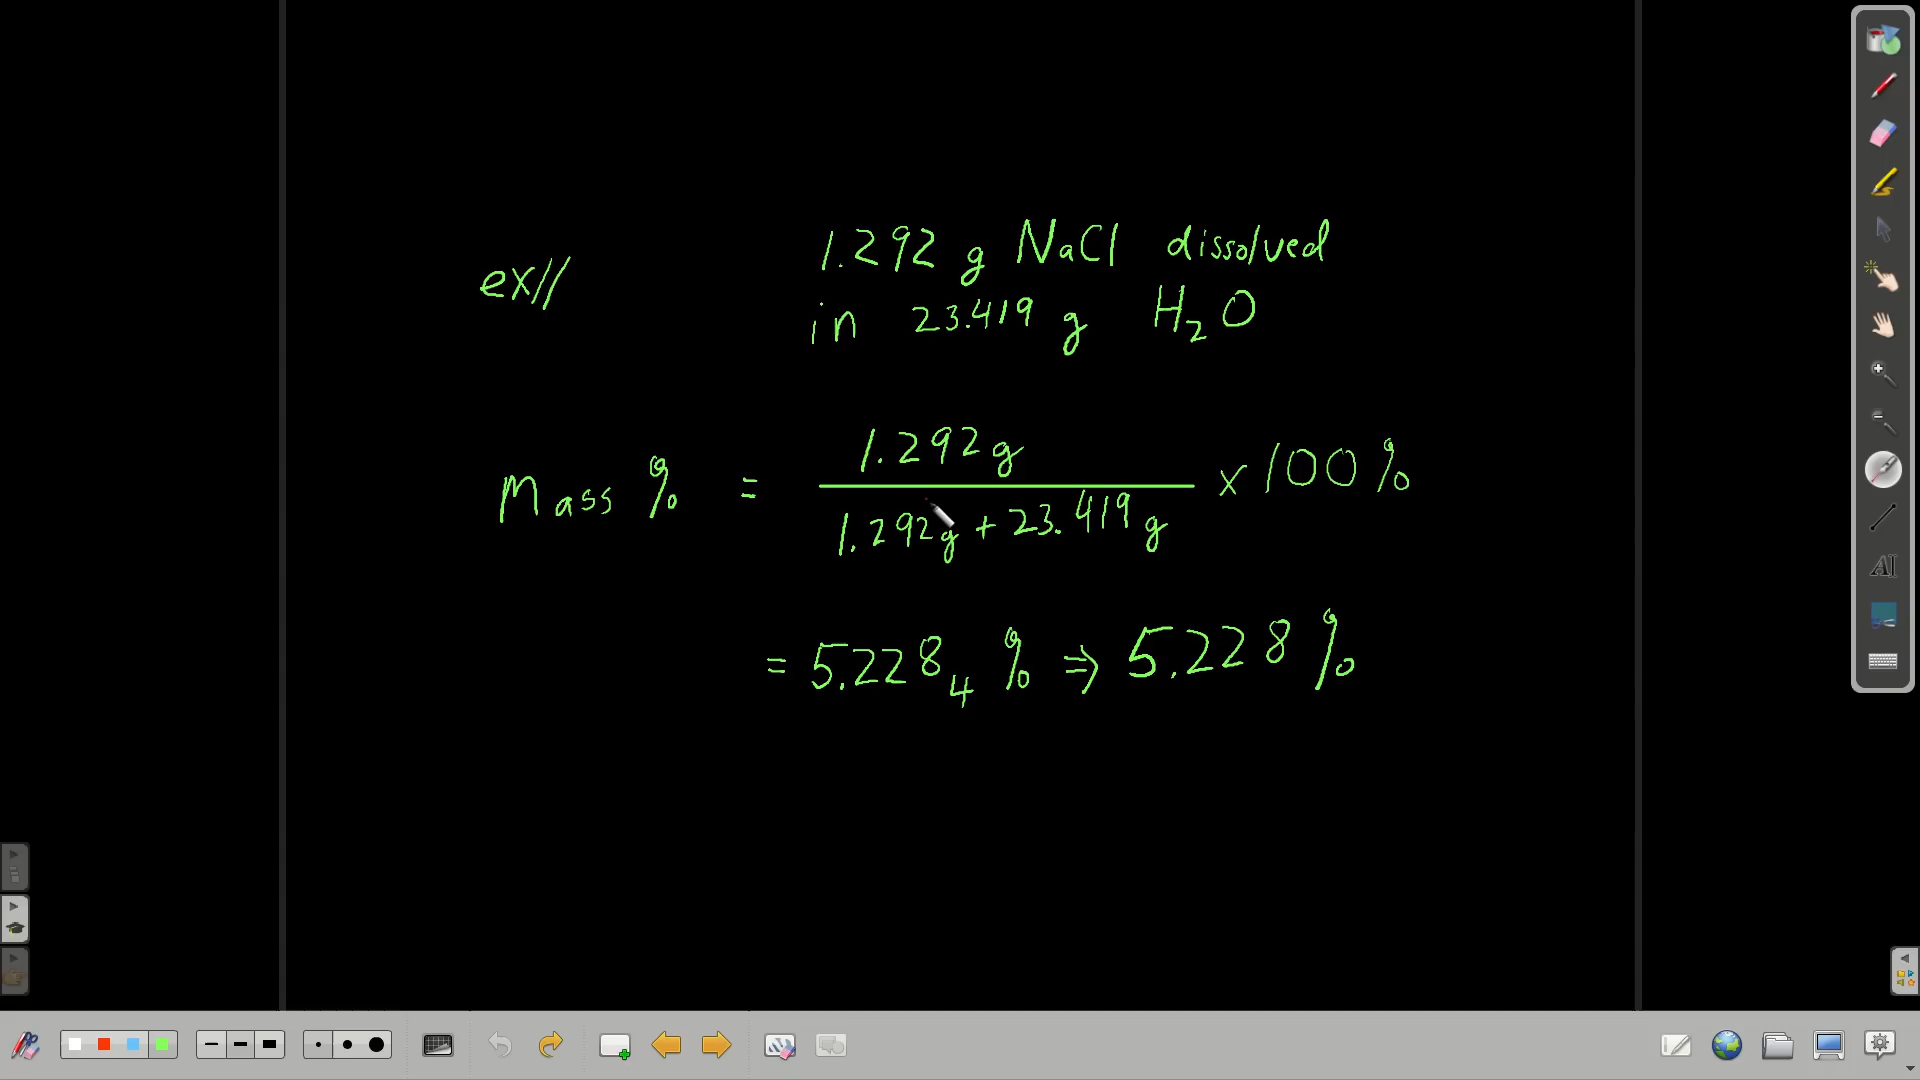 ex// 1.292 g NaCl dissolved
in 23.419 g H₂O
Mass % = 1.292 g / 1.292 g + 23.419 g x 100 %
= 5.228₄ % ⇒ 5.228 %
AI